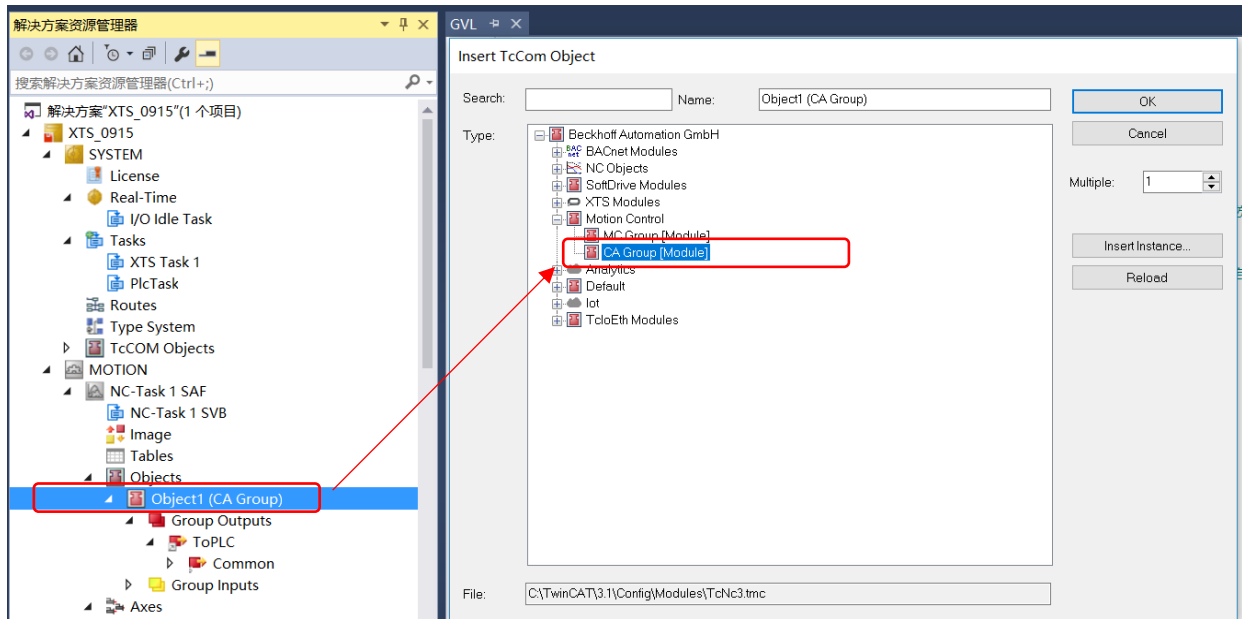 解决方案资源管理器
搜索解决方案资源管理器(Ctrl+;)
解决方案"XTS_0915"(1 个项目)
XTS_0915
SYSTEM
License
Real-Time
I/O Idle Task
Tasks
XTS Task 1
PlcTask
Routes
Type System
TcCOM Objects
MOTION
NC-Task 1 SAF
NC-Task 1 SVB
Image
Tables
Objects
Object1 (CA Group)
Group Outputs
ToPLC
Common
Group Inputs
Axes
GVL
Insert TcCom Object
Search:
Name:
Object1 (CA Group)
OK
Type:
Beckhoff Automation GmbH
BACnet Modules
NC Objects
SoftDrive Modules
XTS Modules
Motion Control
MC Group [Module]
CA Group [Module]
Analytics
Default
Iot
TcIoEth Modules
Cancel
Multiple:
1
Insert Instance...
Reload
File:
C:\TwinCAT\3.1\Config\Modules\TcNc3.tmc